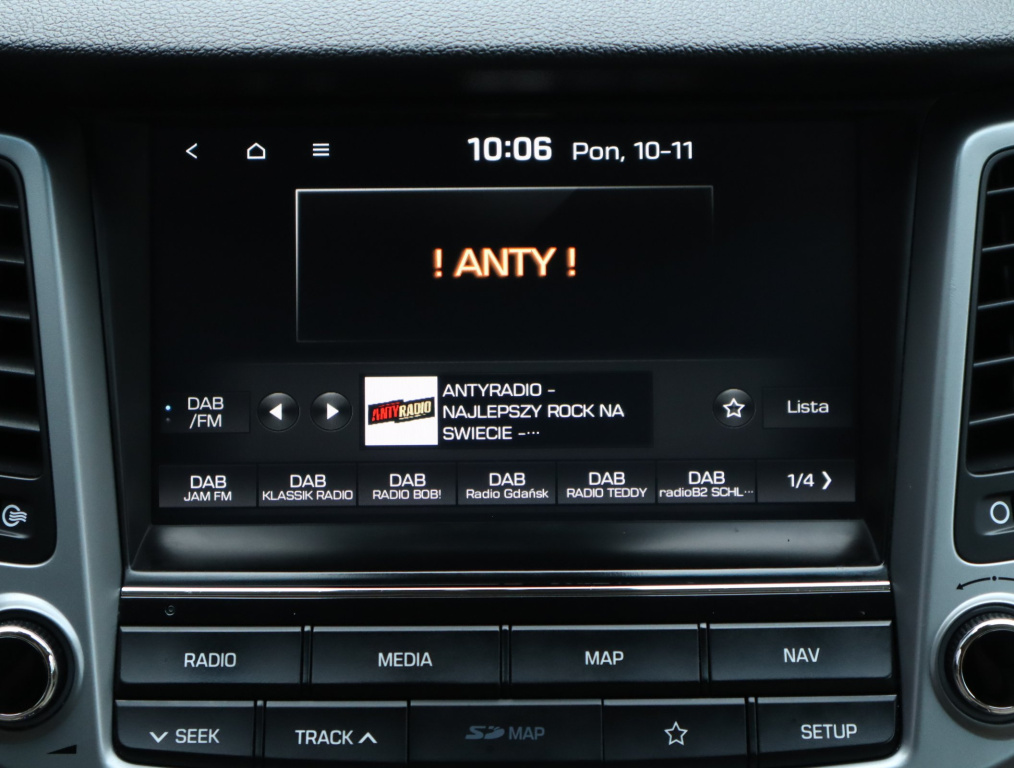 10:06 Pon, 10-11
! ANTY !
DAB
/FM
ANTYRADIO
ANTYRADIO -
NAJLEPSZY ROCK NA
SWIECIE -...
Lista
DAB
JAM FM
DAB
KLASSIK RADIO
DAB
RADIO BOB!
DAB
Radio Gdańsk
DAB
RADIO TEDDY
DAB
radioB2 SCHL...
1/4
RADIO
MEDIA
MAP
NAV
SEEK
TRACK
SD MAP
SETUP